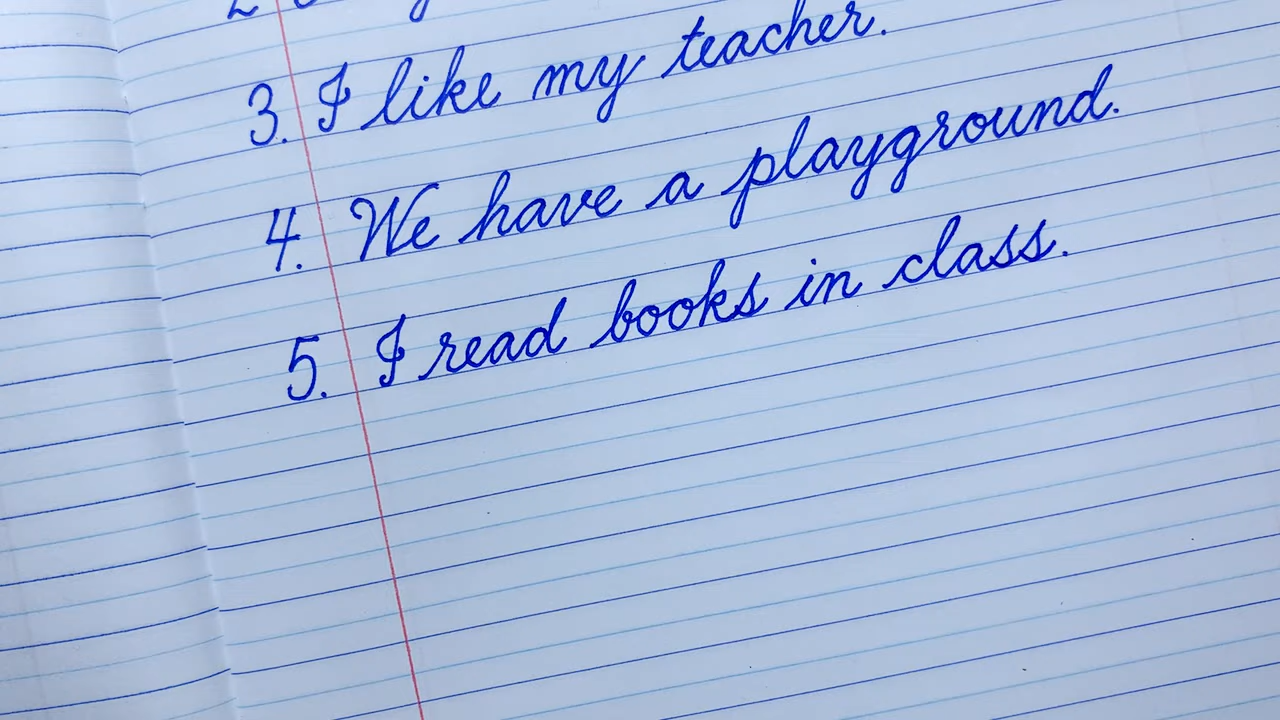 3. I like my teacher.
4. We have a playground.
5. I read books in class.